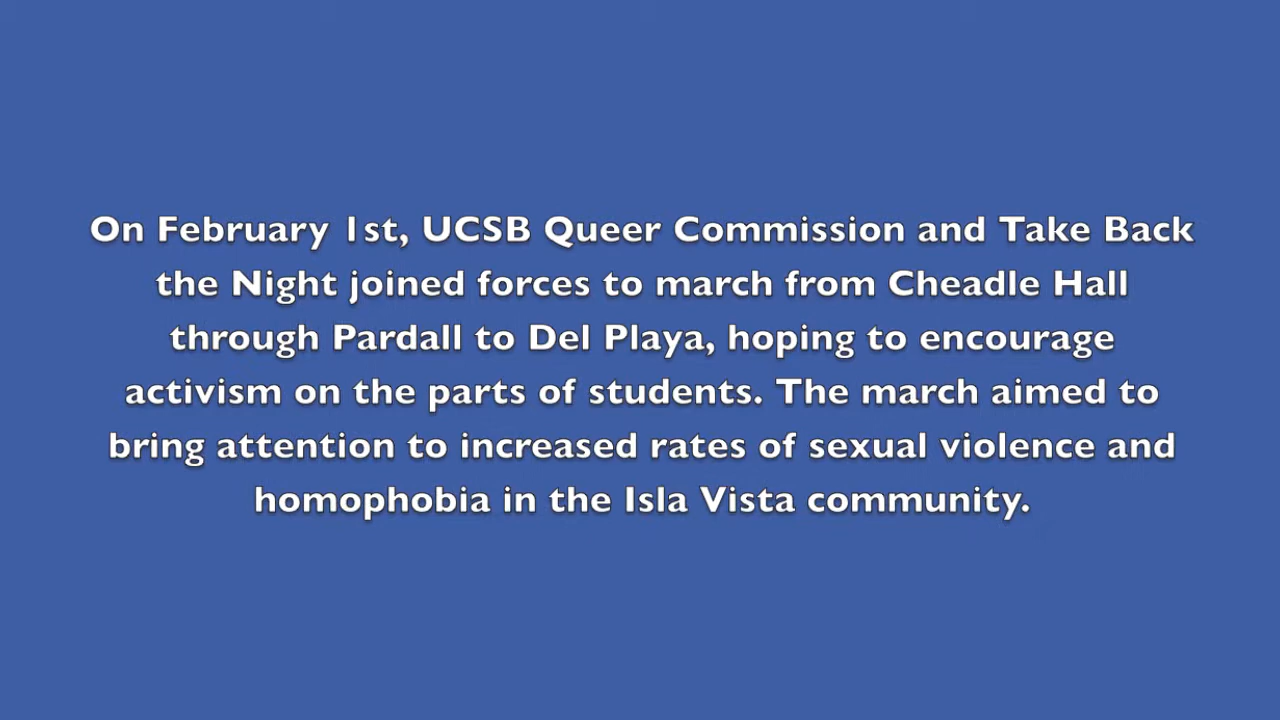 On February 1st, UCSB Queer Commission and Take Back
the Night joined forces to march from Cheadle Hall
through Pardall to Del Playa, hoping to encourage
activism on the parts of students. The march aimed to
bring attention to increased rates of sexual violence and
homophobia in the Isla Vista community.